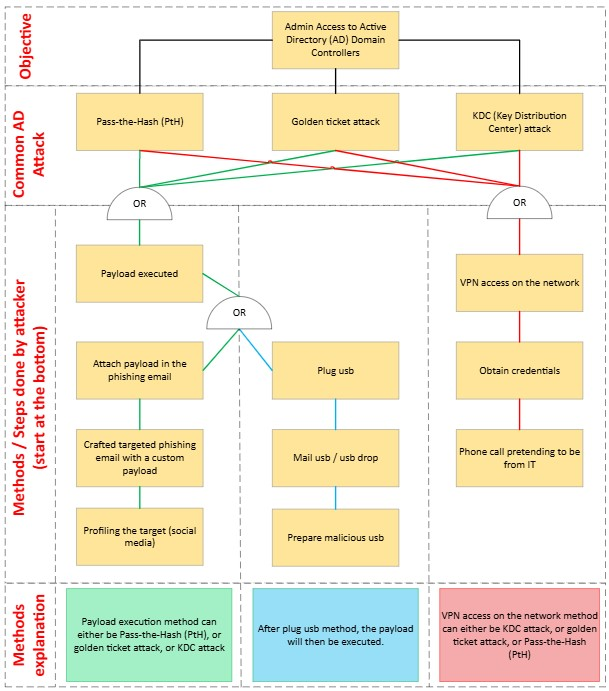 Objective
Admin Access to Active
Directory (AD) Domain
Controllers
Common AD
Attack
Pass-the-Hash (PtH)
Golden ticket attack
KDC (Key Distribution
Center) attack
OR
OR
Methods / Steps done by attacker
(start at the bottom)
Payload executed
VPN access on the network
OR
Attach payload in the
phishing email
Plug usb
Obtain credentials
Crafted targeted phishing
email with a custom
payload
Mail usb / usb drop
Phone call pretending to be
from IT
Profiling the target (social
media)
Prepare malicious usb
Methods
explanation
Payload execution method can
either be Pass-the-Hash (PtH), or
golden ticket attack, or KDC attack
After plug usb method, the payload
will then be executed.
VPN access on the network method
can either be KDC attack, or golden
ticket attack, or Pass-the-Hash
(PtH)